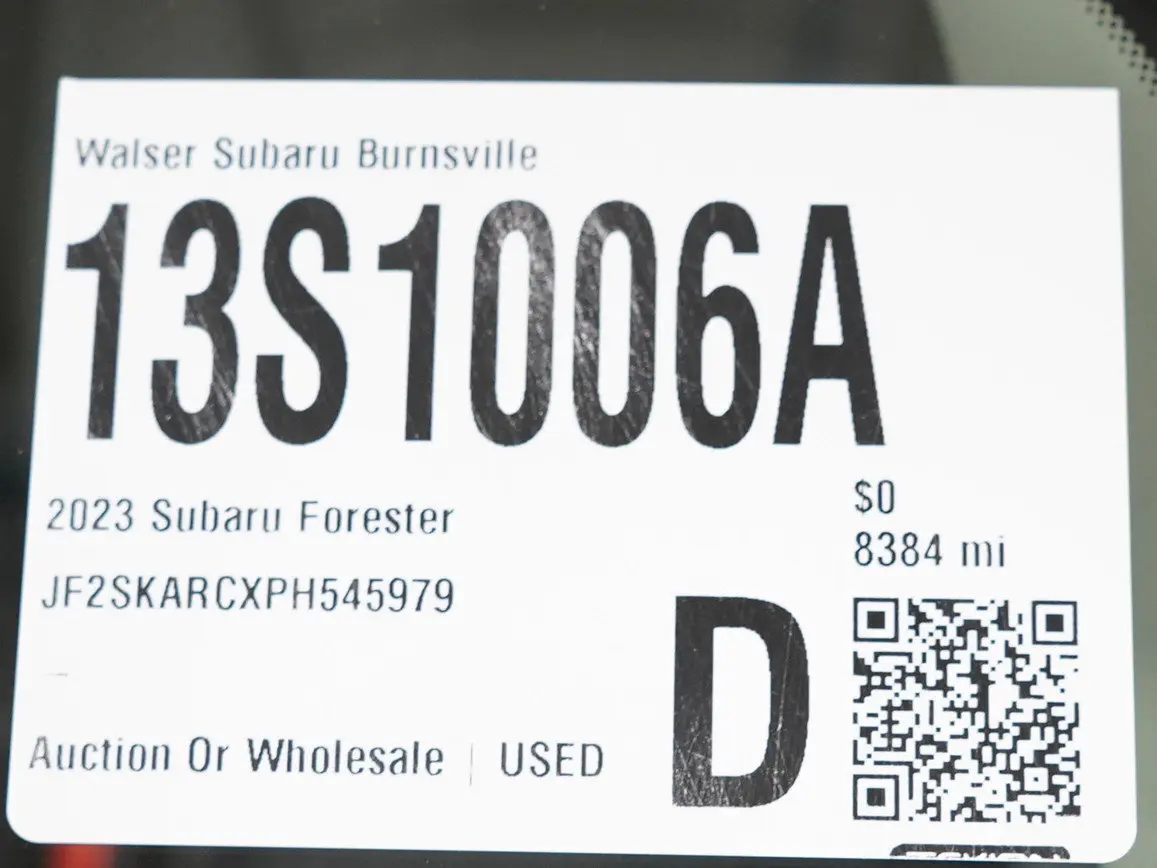 Walser Subaru Burnsville
13S1006A
2023 Subaru Forester
$0
8384 mi
JF2SKARCXPH545979
D
Auction Or Wholesale | USED